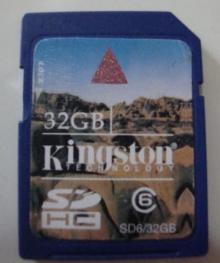 32GB
Kingston
TECHNOLOGY
SD HC
6
SD6/32GB